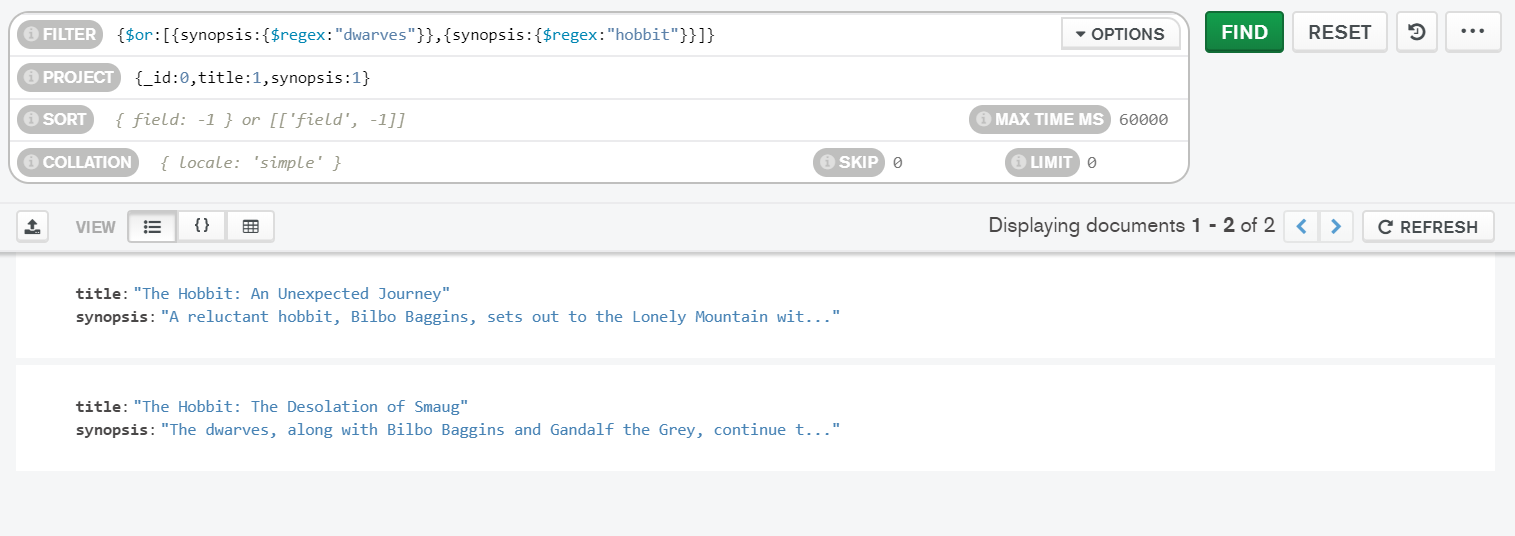 FILTER {$or:[{synopsis:{$regex:"dwarves"}},{synopsis:{$regex:"hobbit"}}]} OPTIONS FIND RESET
PROJECT {_id:0,title:1,synopsis:1}
SORT { field: -1 } or [['field', -1]] MAX TIME MS 60000
COLLATION { locale: 'simple' } SKIP 0 LIMIT 0
VIEW {} Displaying documents 1 - 2 of 2 < > REFRESH
title: "The Hobbit: An Unexpected Journey"
synopsis: "A reluctant hobbit, Bilbo Baggins, sets out to the Lonely Mountain wit..."
title: "The Hobbit: The Desolation of Smaug"
synopsis: "The dwarves, along with Bilbo Baggins and Gandalf the Grey, continue t..."